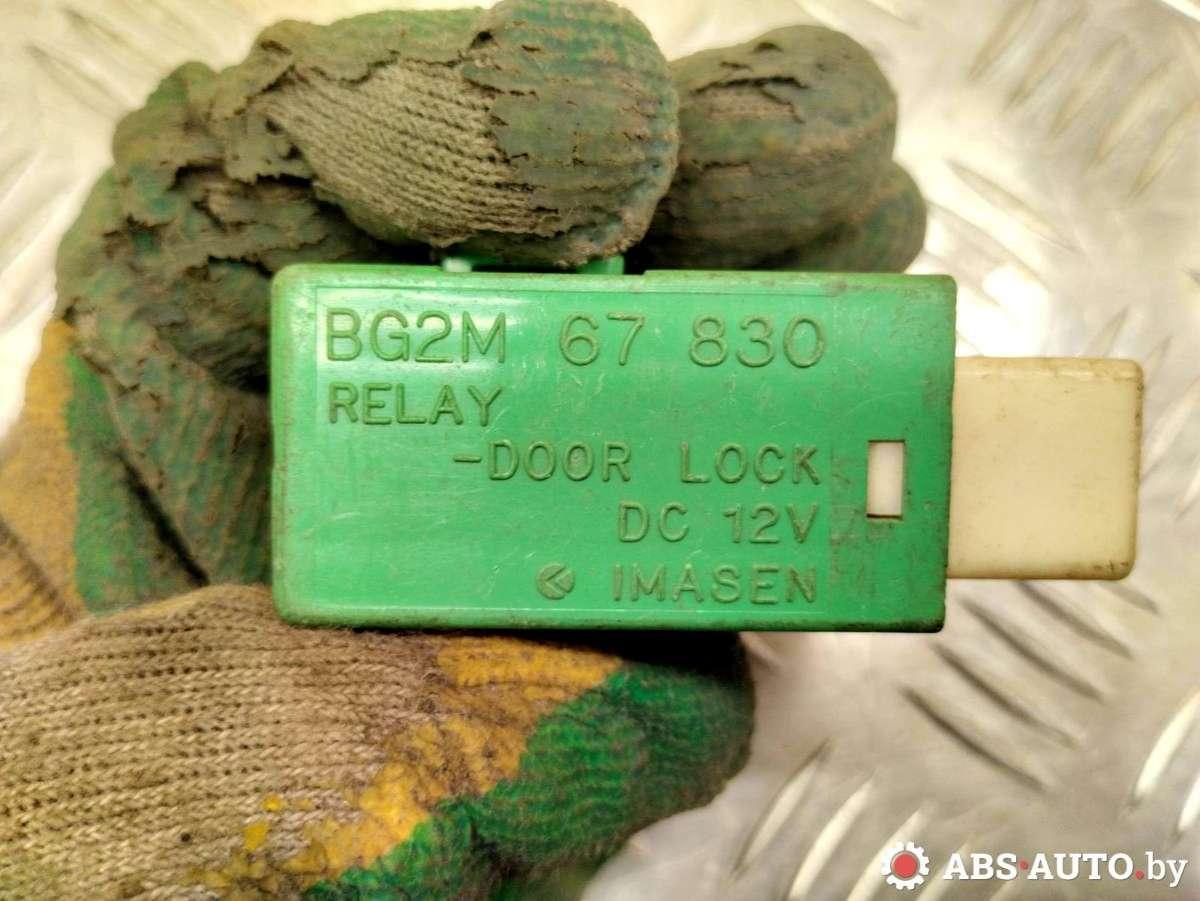 BG2M 67 830
RELAY
-DOOR LOCK
DC 12V
IMASEN
ABS-AUTO.by